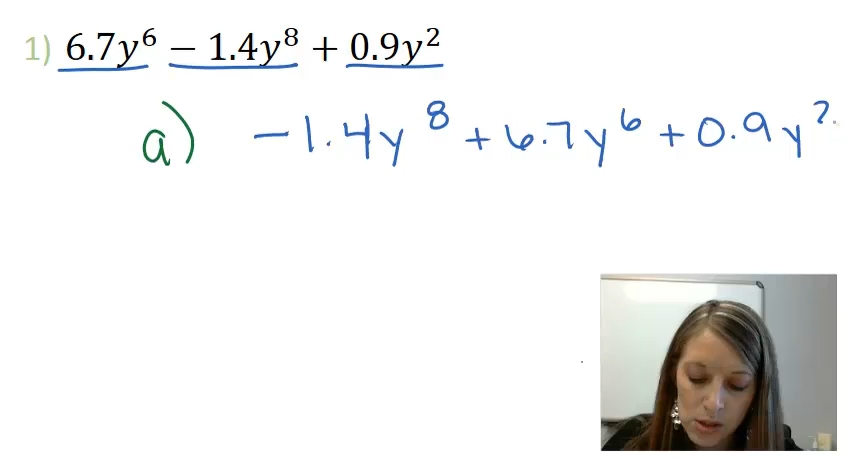 1) 6.7y⁶ − 1.4y⁸ + 0.9y²
a) −1.4y⁸ + 6.7y⁶ + 0.9y²